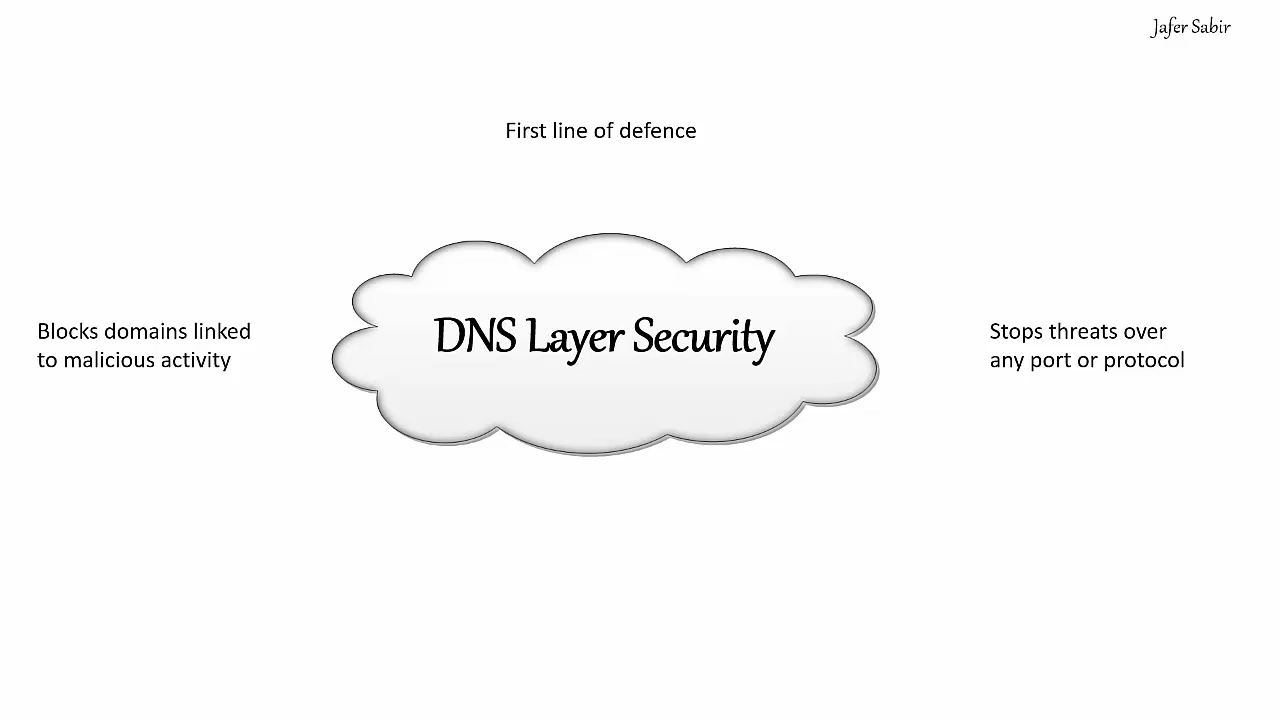 Jafer Sabir
First line of defence
DNS Layer Security
Blocks domains linked
to malicious activity
Stops threats over
any port or protocol